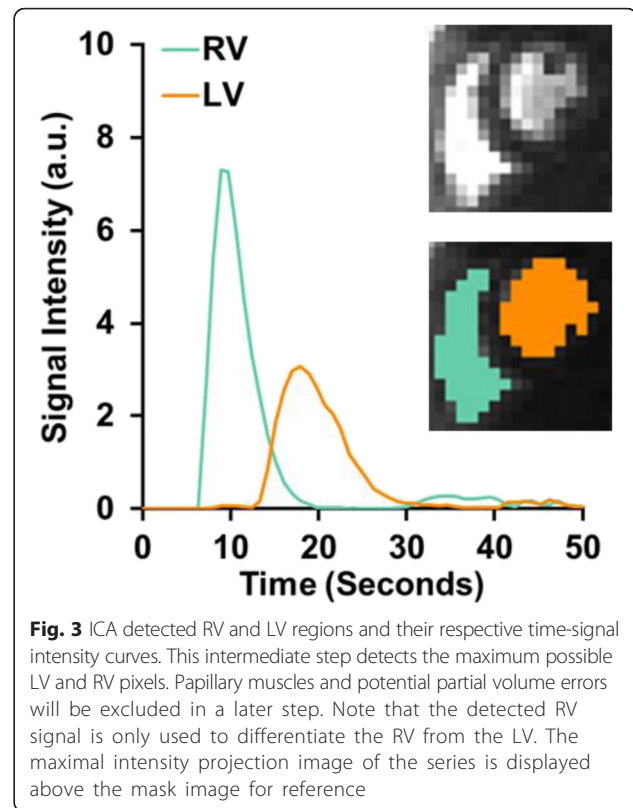 10
RV
LV
8
6
4
2
0
Signal Intensity (a.u.)
0 10 20 30 40 50
Time (Seconds)
Fig. 3 ICA detected RV and LV regions and their respective time-signal
intensity curves. This intermediate step detects the maximum possible
LV and RV pixels. Papillary muscles and potential partial volume errors
will be excluded in a later step. Note that the detected RV
signal is only used to differentiate the RV from the LV. The
maximal intensity projection image of the series is displayed
above the mask image for reference